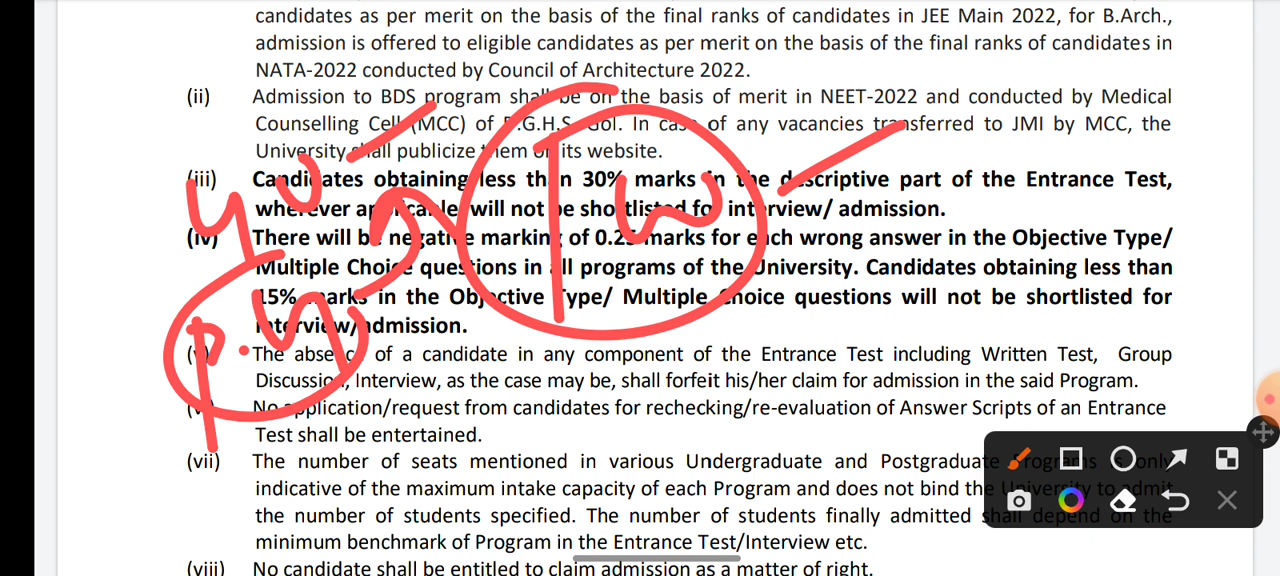 candidates as per merit on the basis of the final ranks of candidates in JEE Main 2022, for B.Arch.,
admission is offered to eligible candidates as per merit on the basis of the final ranks of candidates in
NATA-2022 conducted by Council of Architecture 2022.
(ii) Admission to BDS program shall be on the basis of merit in NEET-2022 and conducted by Medical
Counselling Cell (MCC) of D.G.H.S. GoI. In case of any vacancies transferred to JMI by MCC, the
University shall publicize them on its website.
(iii) Candidates obtaining less than 30% marks in the descriptive part of the Entrance Test,
wherever applicable, will not be shortlisted for interview/ admission.
(iv) There will be negative marking of 0.25 marks for each wrong answer in the Objective Type/
Multiple Choice questions in all programs of the University. Candidates obtaining less than
15% marks in the Objective Type/ Multiple Choice questions will not be shortlisted for
interview/admission.
(v) The absence of a candidate in any component of the Entrance Test including Written Test, Group
Discussion, Interview, as the case may be, shall forfeit his/her claim for admission in the said Program.
(vi) No application/request from candidates for rechecking/re-evaluation of Answer Scripts of an Entrance
Test shall be entertained.
(vii) The number of seats mentioned in various Undergraduate and Postgraduate Programs is only
indicative of the maximum intake capacity of each Program and does not bind the University to admit
the number of students specified. The number of students finally admitted shall depend on the
minimum benchmark of Program in the Entrance Test/Interview etc.
(viii) No candidate shall be entitled to claim admission as a matter of right.